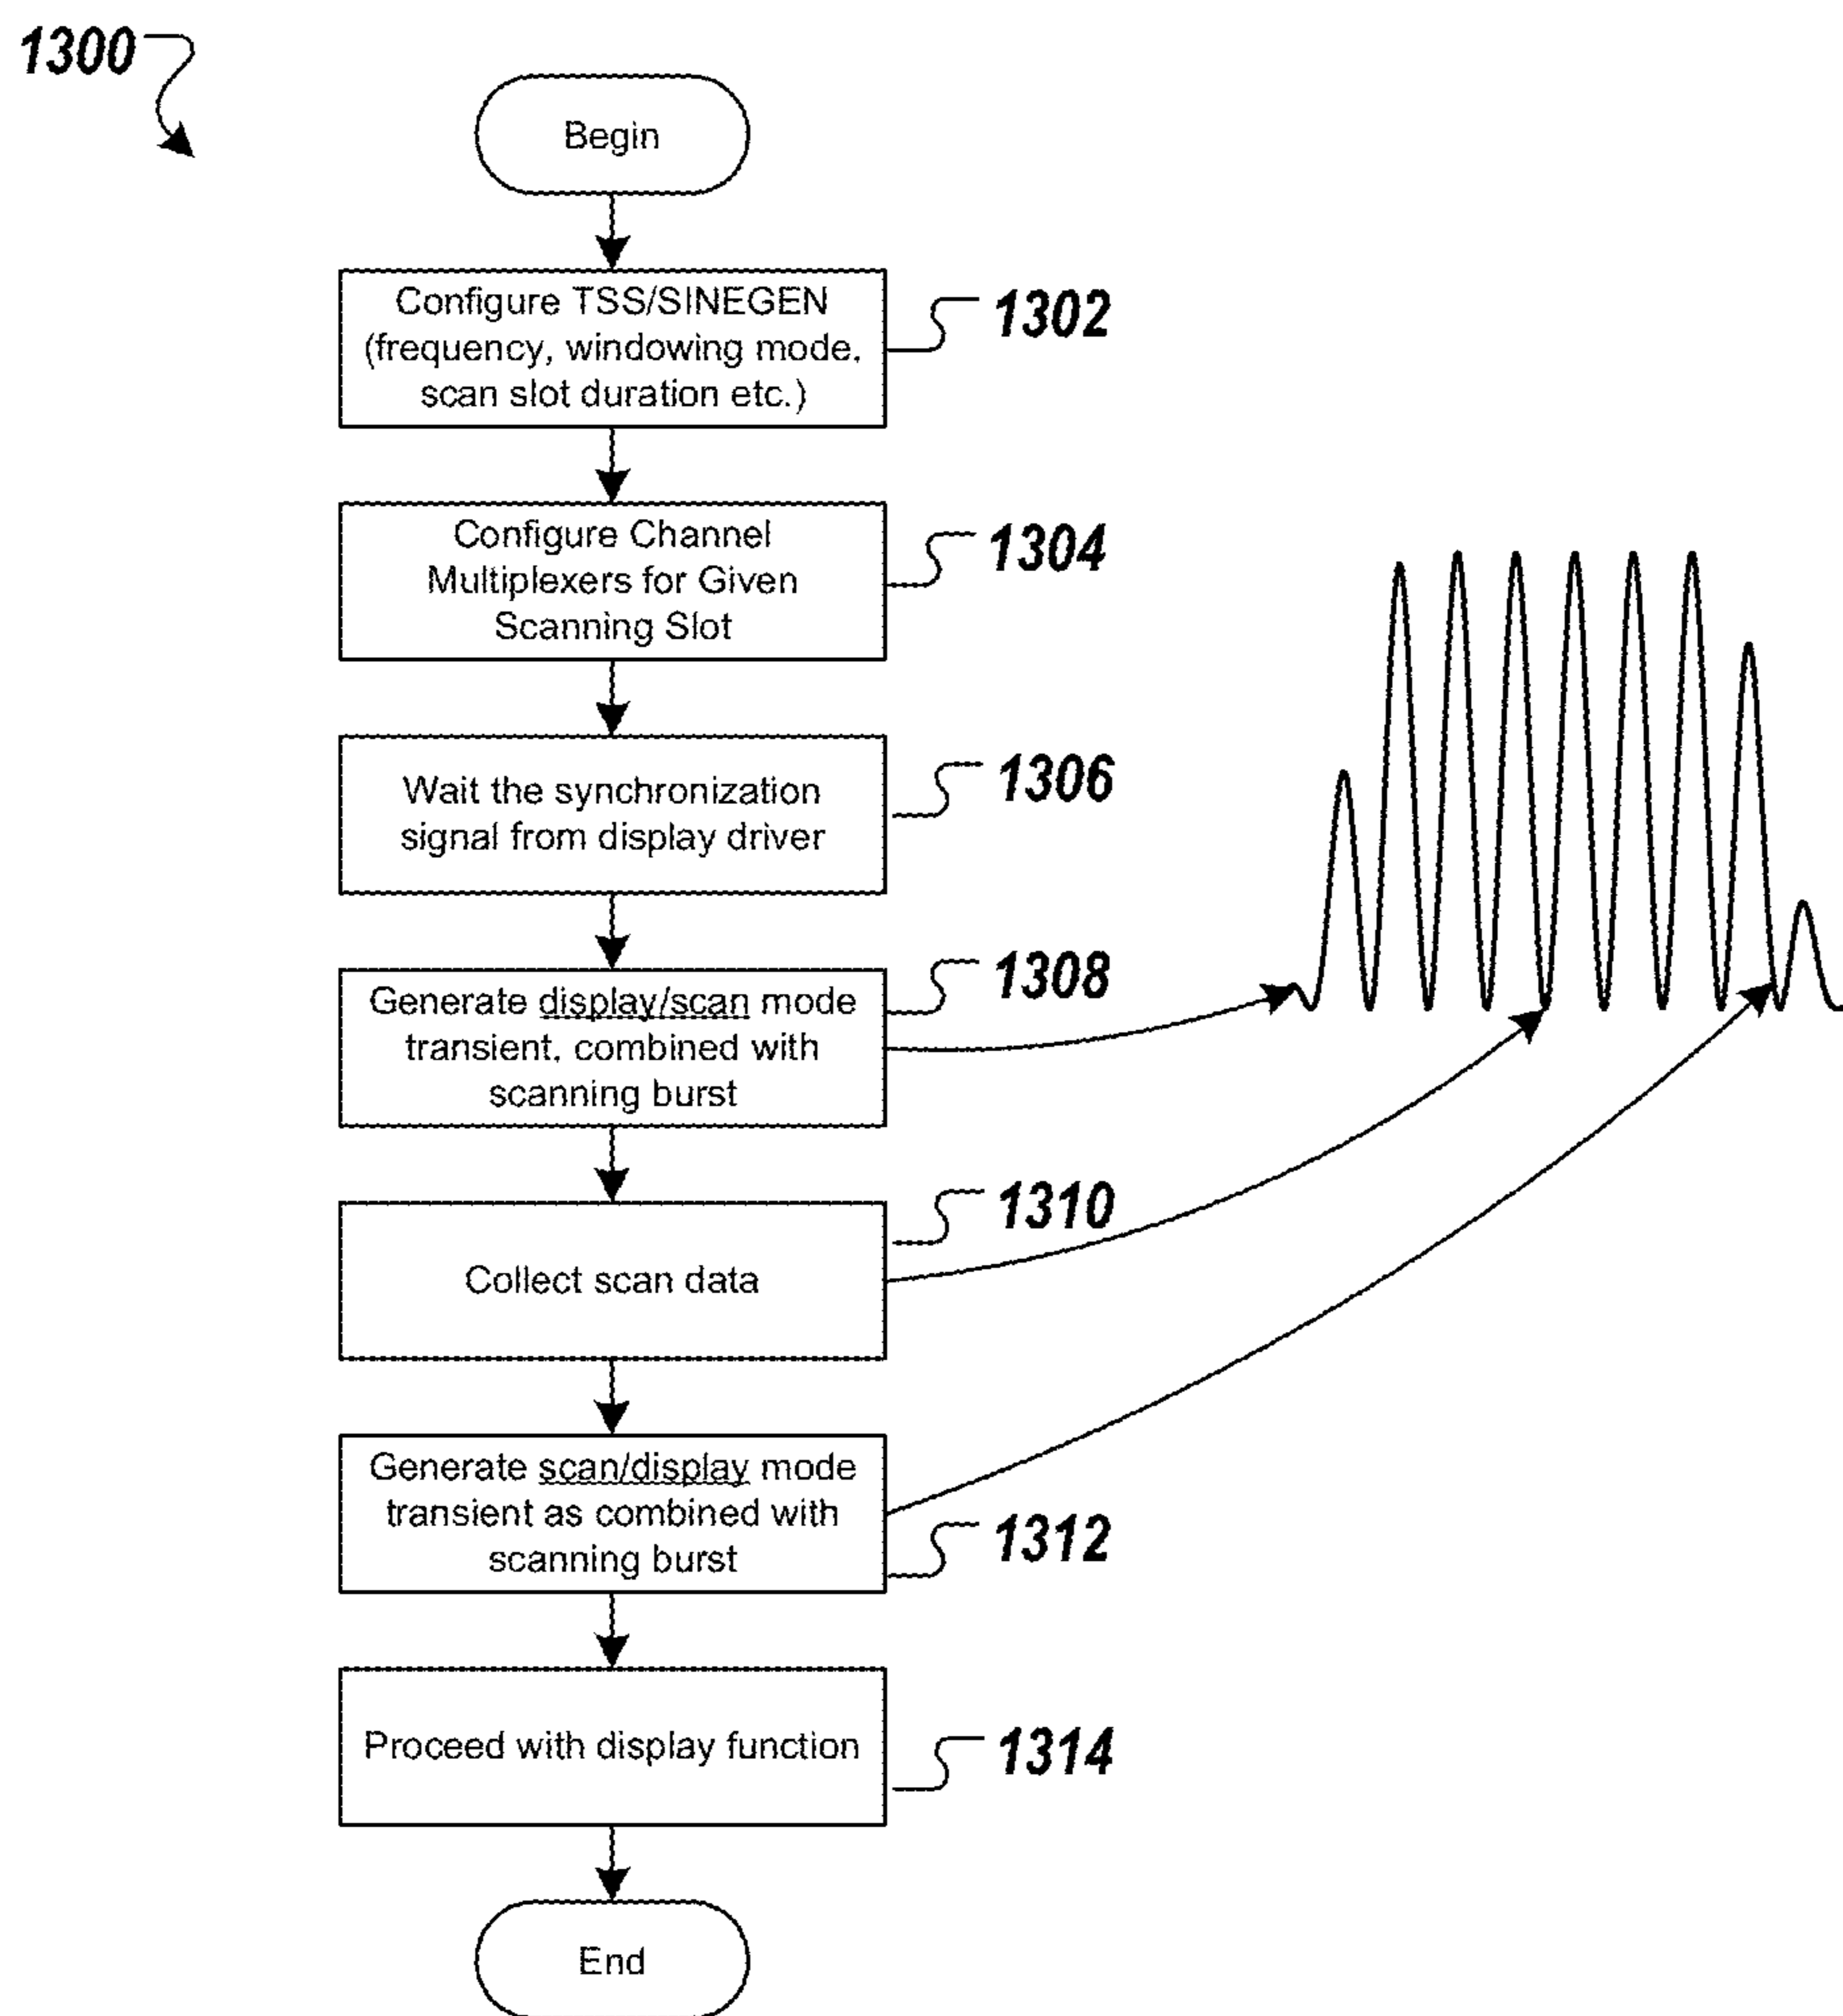 1300
Begin
Configure TSS/SINEGEN
(frequency, windowing mode,
scan slot duration etc.)
1302
Configure Channel
Multiplexers for Given
Scanning Slot
1304
Wait the synchronization
signal from display driver
1306
Generate display/scan mode
transient, combined with
scanning burst
1308
Collect scan data
1310
Generate scan/display mode
transient as combined with
scanning burst
1312
Proceed with display function
1314
End